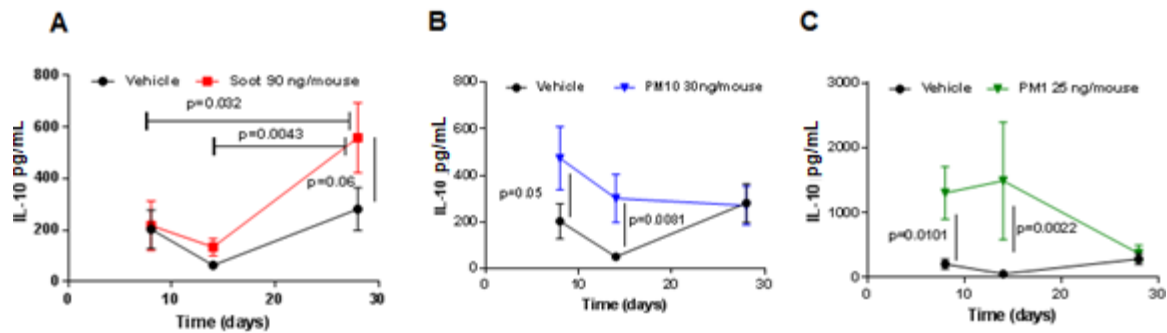 A
Vehicle Soot 90 ng/mouse
800
600
400
200
0
p=0.032
p=0.0043
p=0.06
IL-10 pg/mL
0 10 20 30
Time (days)
B
Vehicle PM10 30ng/mouse
800
600
400
200
0
p=0.05
p=0.0081
IL-10 pg/mL
0 10 20 30
Time (days)
C
Vehicle PM1 25 ng/mouse
3000
2000
1000
0
p=0.0101
p=0.0022
IL-10 pg/mL
0 10 20 30
Time (days)